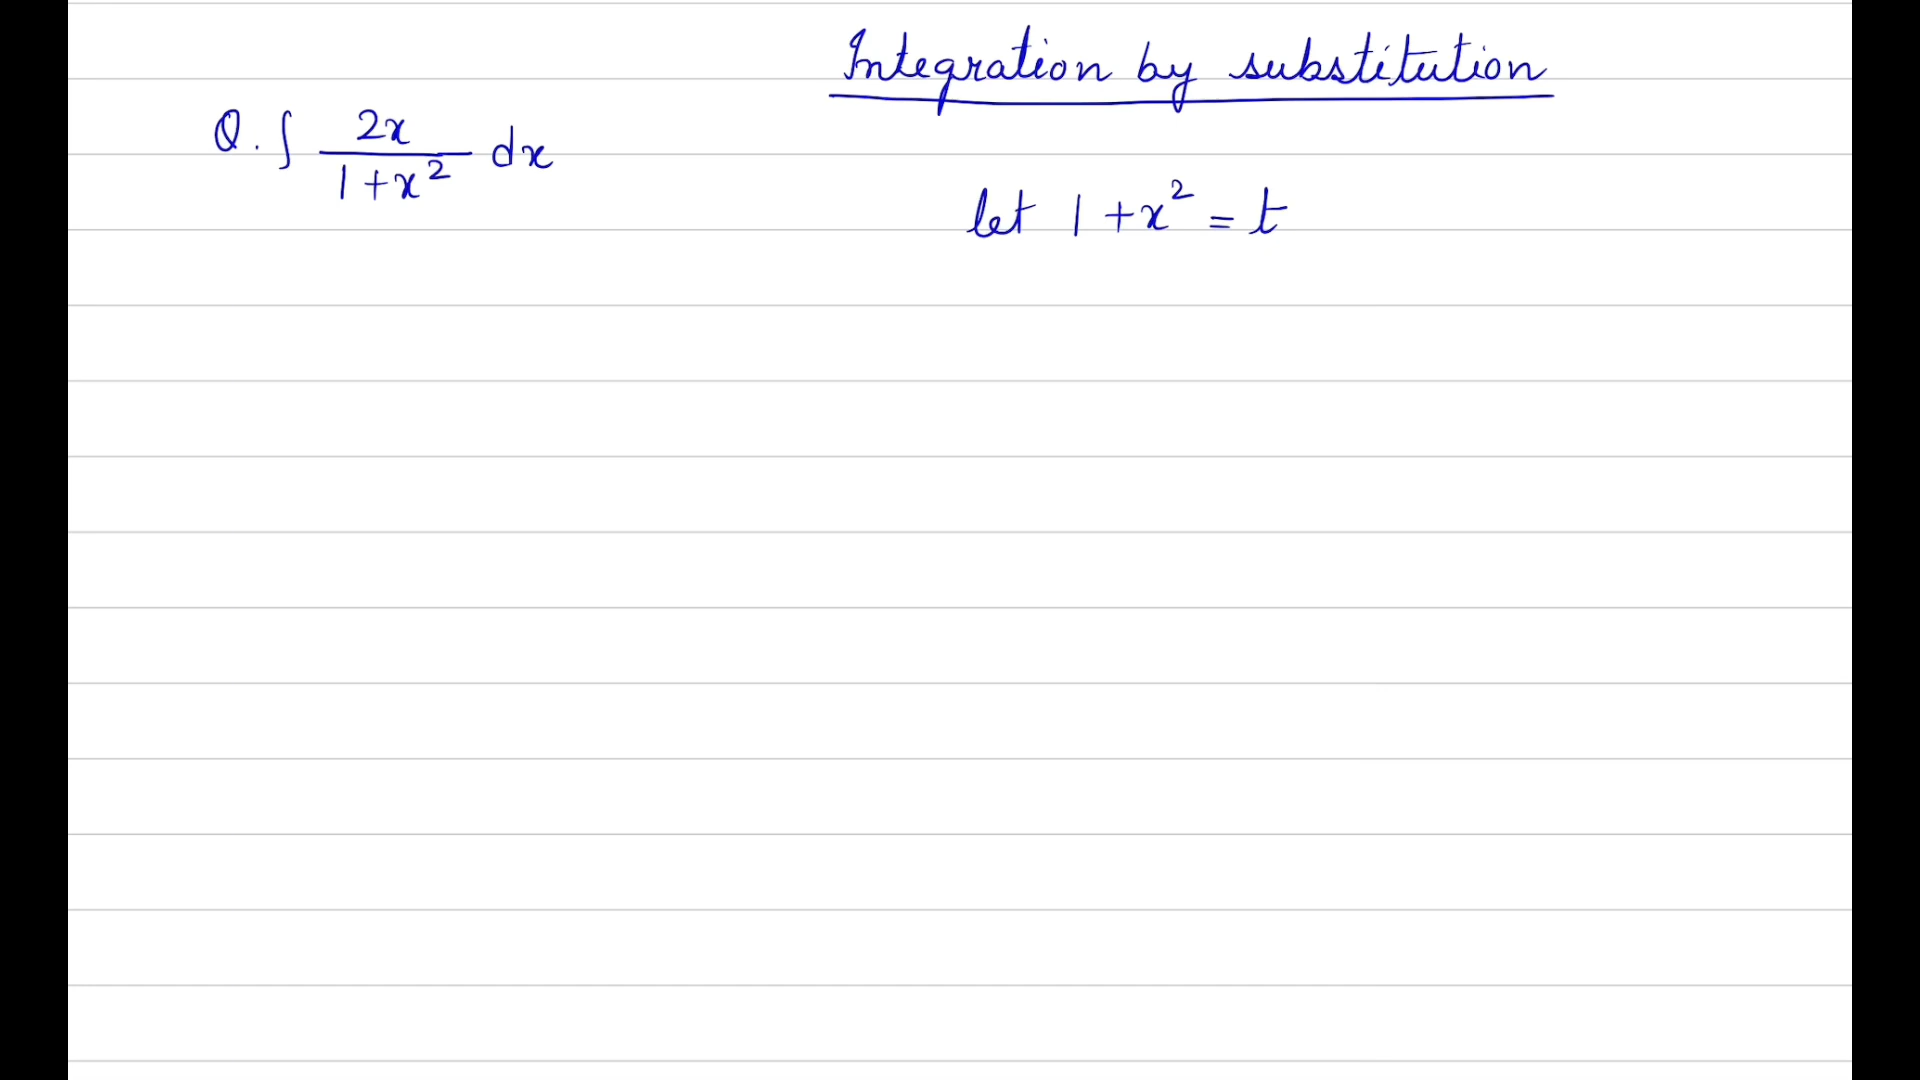 Integration by substitution
Q. ∫ 2x / 1+x² dx
let 1+x² = t